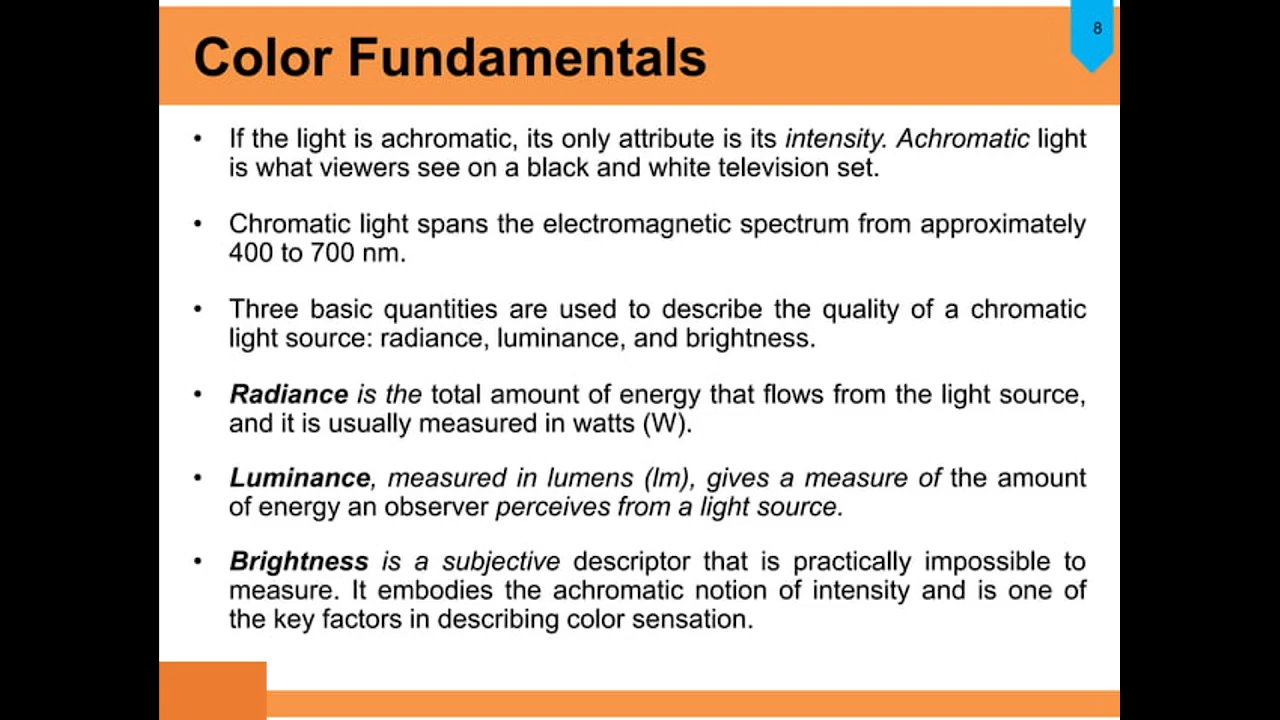 8
Color Fundamentals
• If the light is achromatic, its only attribute is its intensity. Achromatic light
is what viewers see on a black and white television set.
• Chromatic light spans the electromagnetic spectrum from approximately
400 to 700 nm.
• Three basic quantities are used to describe the quality of a chromatic
light source: radiance, luminance, and brightness.
• Radiance is the total amount of energy that flows from the light source,
and it is usually measured in watts (W).
• Luminance, measured in lumens (lm), gives a measure of the amount
of energy an observer perceives from a light source.
• Brightness is a subjective descriptor that is practically impossible to
measure. It embodies the achromatic notion of intensity and is one of
the key factors in describing color sensation.